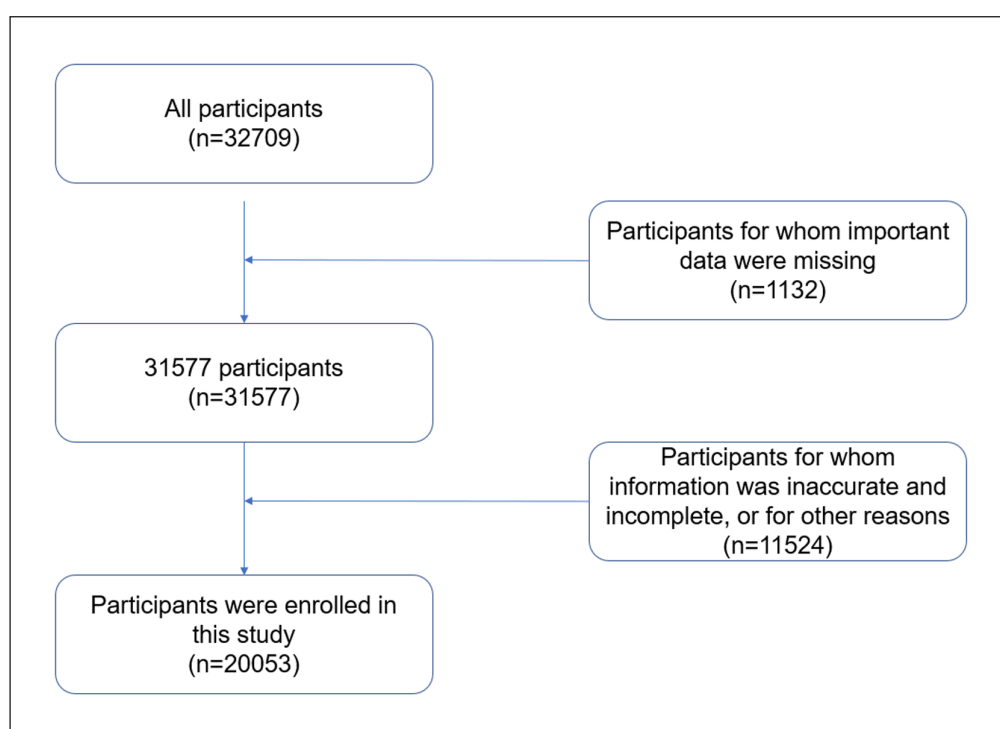 All participants
(n=32709)
Participants for whom important
data were missing
(n=1132)
31577 participants
(n=31577)
Participants for whom
information was inaccurate and
incomplete, or for other reasons
(n=11524)
Participants were enrolled in
this study
(n=20053)